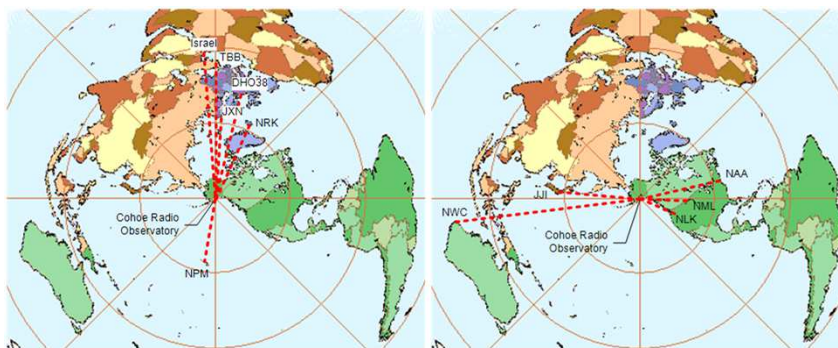 Israel
TBB
DHO38
JXN
NRK
Cohoe Radio
Observatory
NPM
NAA
JJI
NML
NWC
NLK
Cohoe Radio
Observatory